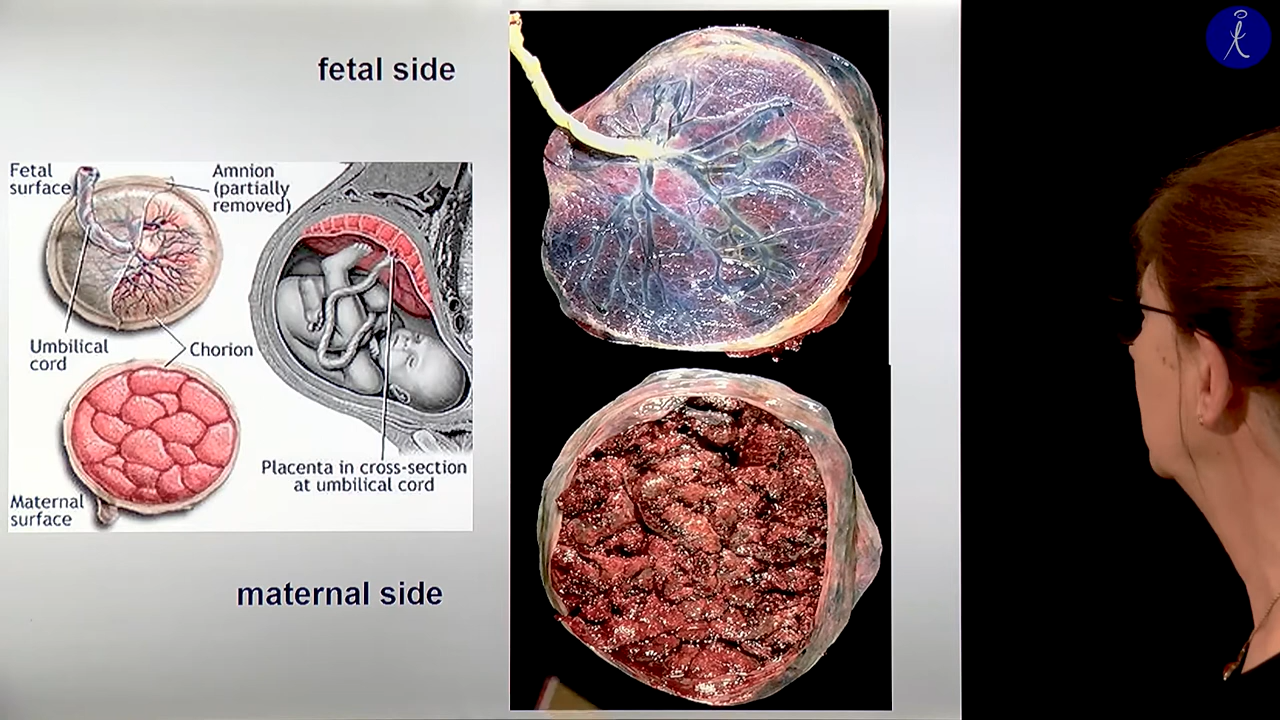 fetal side
Fetal
surface
Amnion
(partially
removed)
Umbilical
cord
Chorion
Placenta in cross-section
at umbilical cord
Maternal
surface
maternal side